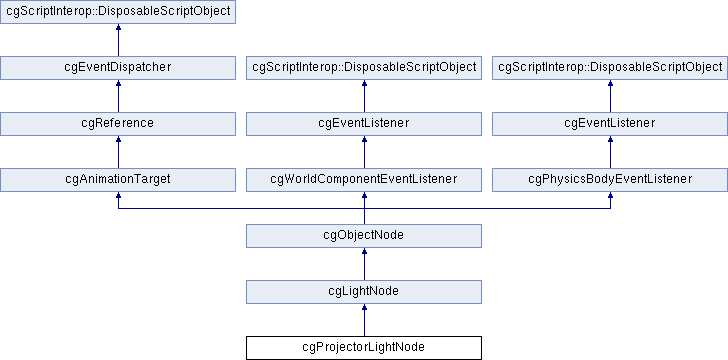 cgScriptInterop::DisposableScriptObject
cgEventDispatcher
cgScriptInterop::DisposableScriptObject
cgScriptInterop::DisposableScriptObject
cgReference
cgEventListener
cgEventListener
cgAnimationTarget
cgWorldComponentEventListener
cgPhysicsBodyEventListener
cgObjectNode
cgLightNode
cgProjectorLightNode